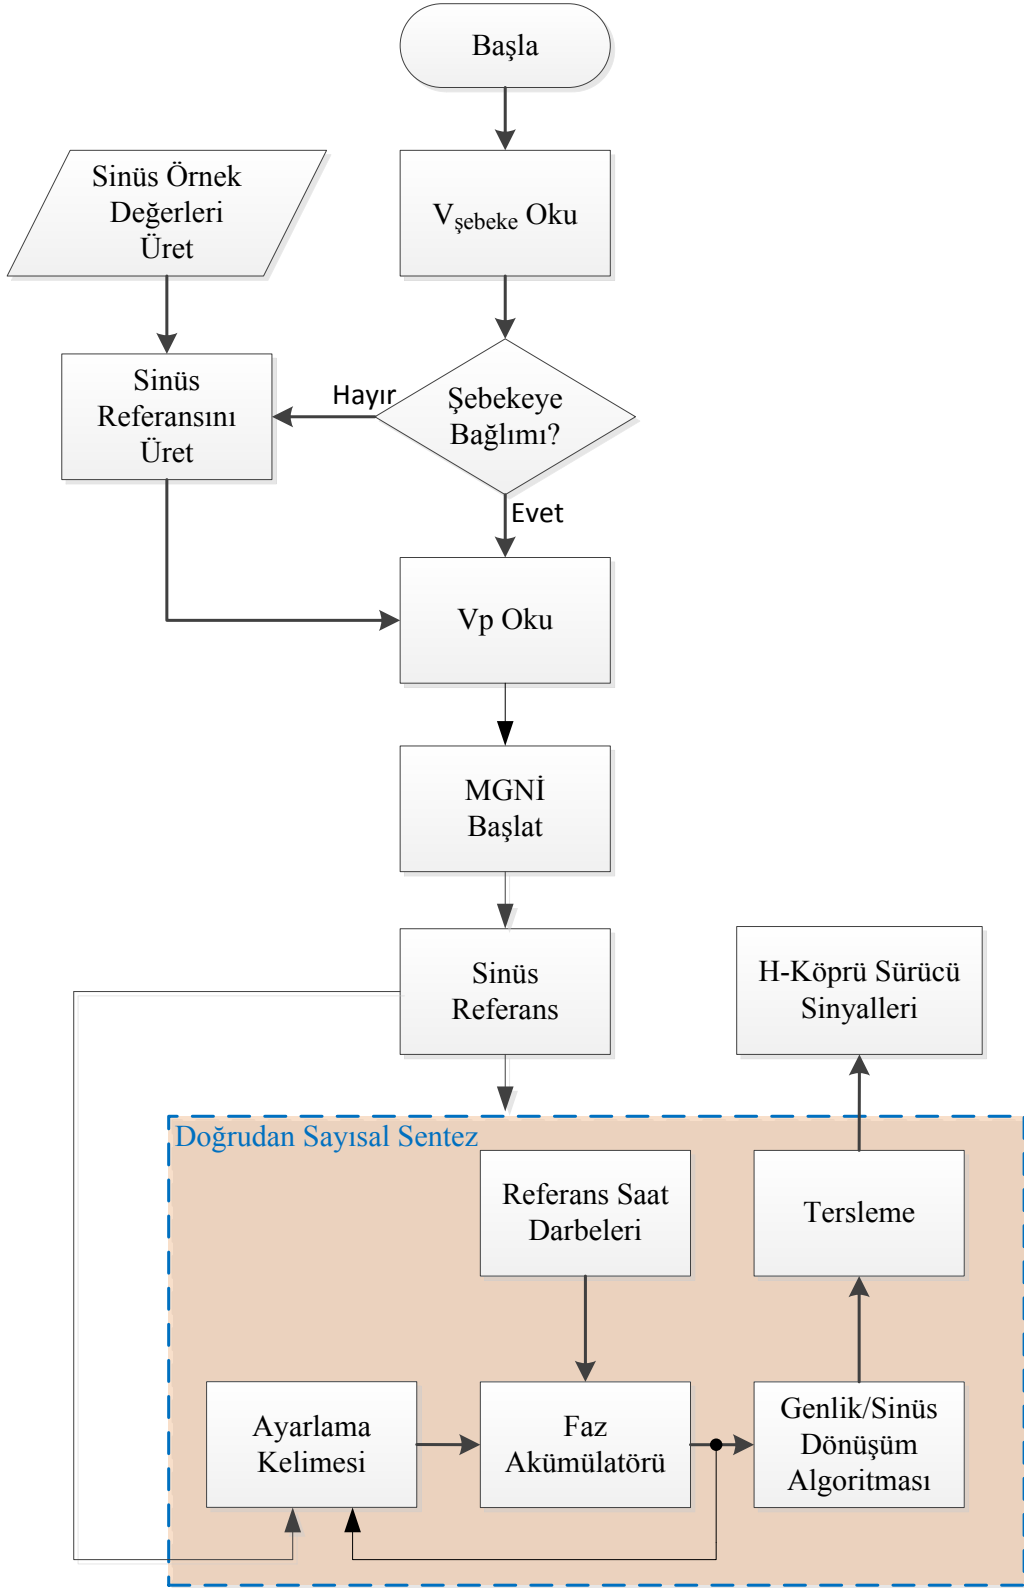 Başla
Sinüs Örnek
Değerleri
Üret
Vşebeke Oku
Sinüs
Referansını
Üret
Hayır
Şebekeye
Bağlımı?
Evet
Vp Oku
MGNİ
Başlat
Sinüs
Referans
H-Köprü Sürücü
Sinyalleri
Doğrudan Sayısal Sentez
Referans Saat
Darbeleri
Tersleme
Ayarlama
Kelimesi
Faz
Akümülatörü
Genlik/Sinüs
Dönüşüm
Algoritması